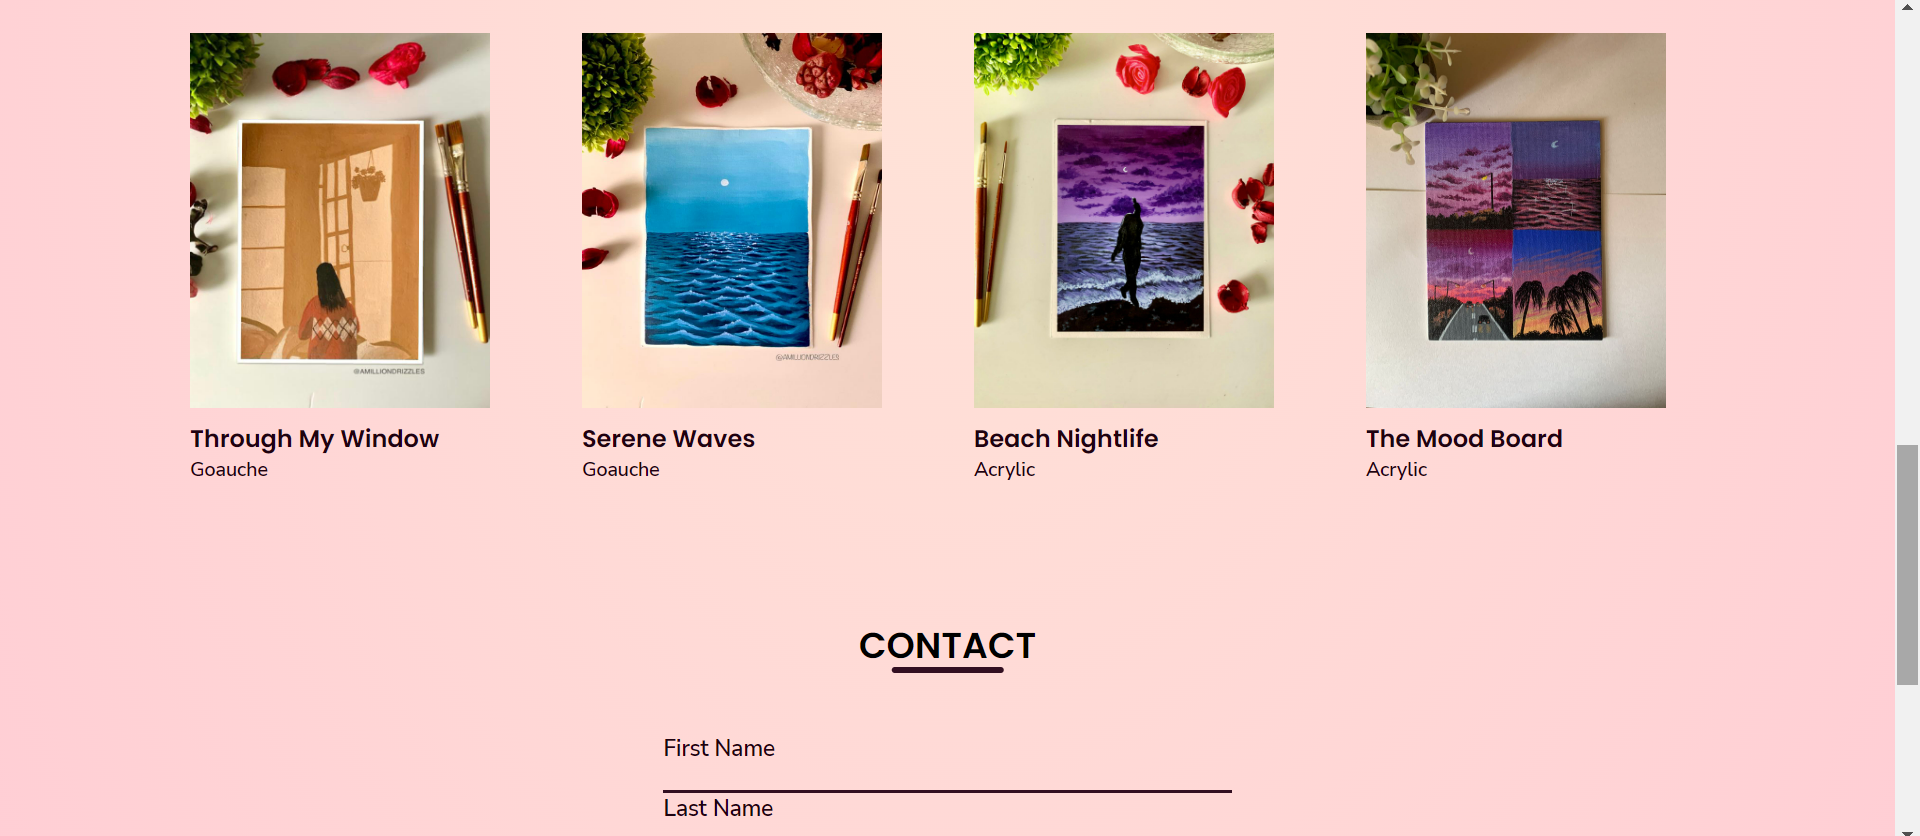 @AMILLIONDRIZZLES
@AMILLIONDRIZZLES
Through My Window
Goauche
Serene Waves
Goauche
Beach Nightlife
Acrylic
The Mood Board
Acrylic
CONTACT
First Name
Last Name